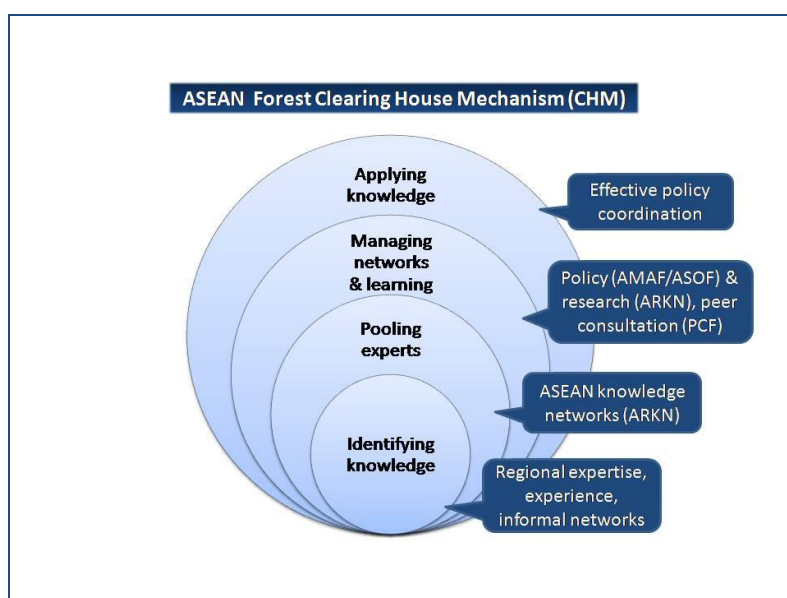 ASEAN Forest Clearing House Mechanism (CHM)
Applying
knowledge
Effective policy
coordination
Managing
networks
& learning
Policy (AMAF/ASOF) &
research (ARKN), peer
consultation (PCF)
Pooling
experts
ASEAN knowledge
networks (ARKN)
Identifying
knowledge
Regional expertise,
experience,
informal networks